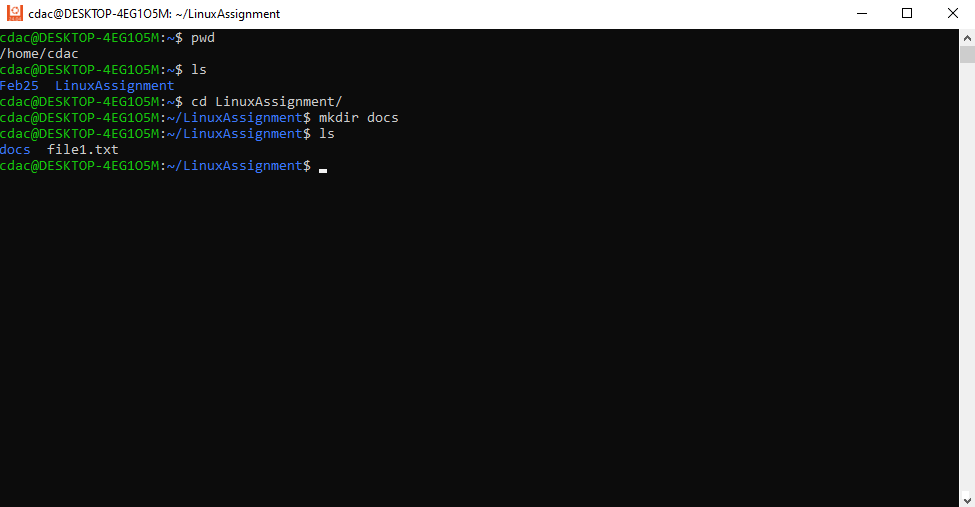 cdac@DESKTOP-4EG1O5M: ~/LinuxAssignment
cdac@DESKTOP-4EG1O5M:~$ pwd
/home/cdac
cdac@DESKTOP-4EG1O5M:~$ ls
Feb25  LinuxAssignment
cdac@DESKTOP-4EG1O5M:~$ cd LinuxAssignment/
cdac@DESKTOP-4EG1O5M:~/LinuxAssignment$ mkdir docs
cdac@DESKTOP-4EG1O5M:~/LinuxAssignment$ ls
docs  file1.txt
cdac@DESKTOP-4EG1O5M:~/LinuxAssignment$